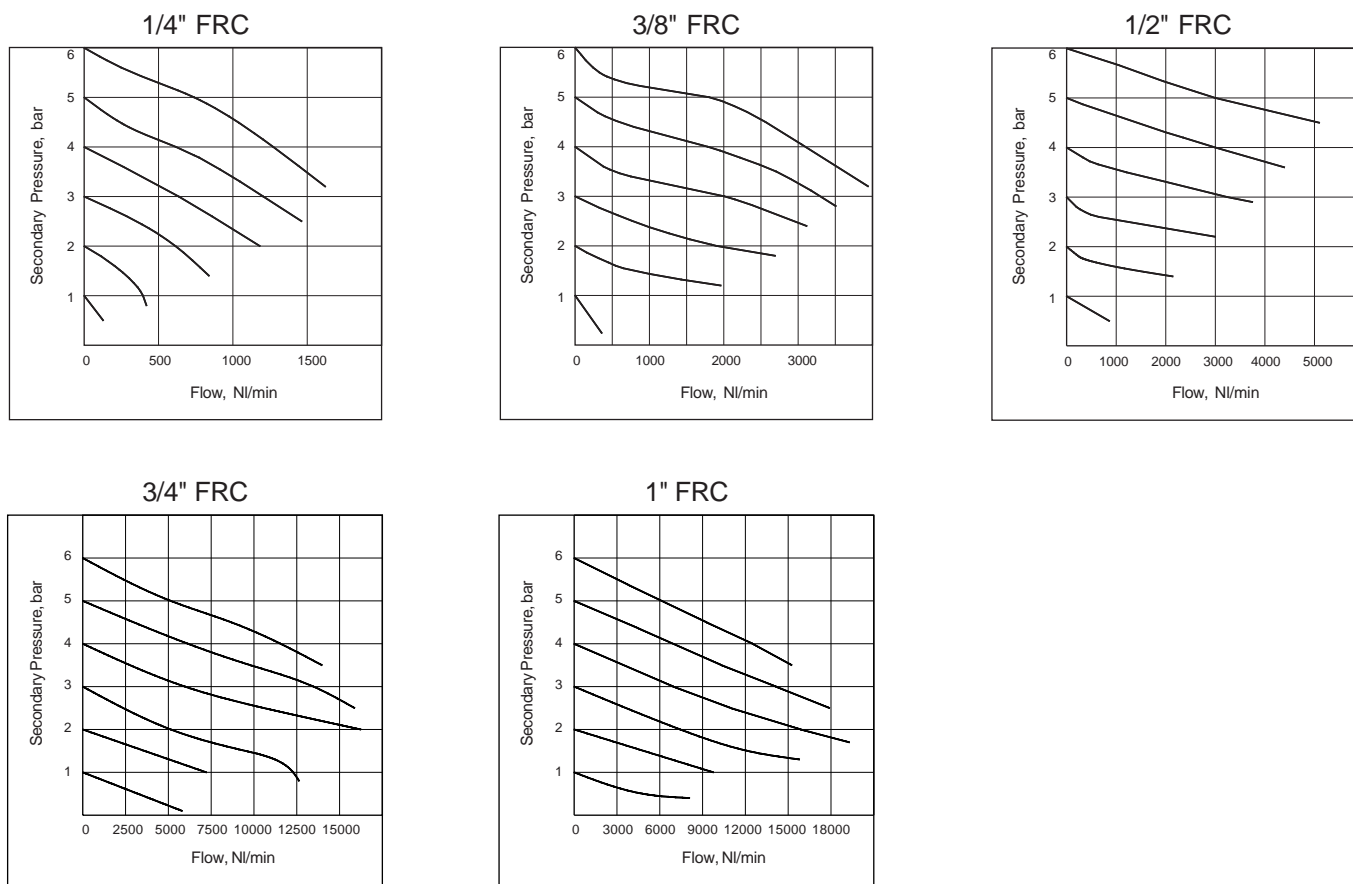 1/4" FRC
6
5
4
3
2
1
Secondary Pressure, bar
0 500 1000 1500
Flow, Nl/min
3/8" FRC
6
5
4
3
2
1
Secondary Pressure, bar
0 1000 2000 3000
Flow, Nl/min
1/2" FRC
6
5
4
3
2
1
Secondary Pressure, bar
0 1000 2000 3000 4000 5000
Flow, Nl/min
3/4" FRC
6
5
4
3
2
1
Secondary Pressure, bar
0 2500 5000 7500 10000 12500 15000
Flow, Nl/min
1" FRC
6
5
4
3
2
1
Secondary Pressure, bar
0 3000 6000 9000 12000 15000 18000
Flow, Nl/min